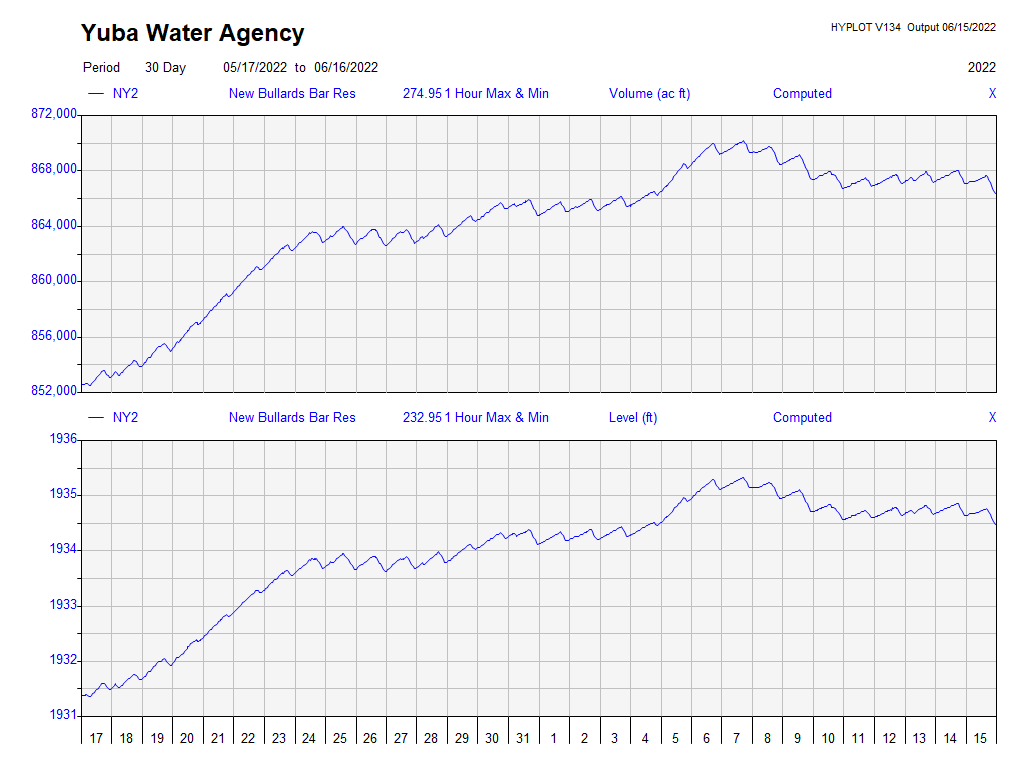 Yuba Water Agency
HYPLOT V134 Output 06/15/2022
Period 30 Day 05/17/2022 to 06/16/2022 2022
NY2 New Bullards Bar Res 274.95 1 Hour Max & Min Volume (ac ft) Computed X
872,000
868,000
864,000
860,000
856,000
852,000
NY2 New Bullards Bar Res 232.95 1 Hour Max & Min Level (ft) Computed X
1936
1935
1934
1933
1932
1931
17 18 19 20 21 22 23 24 25 26 27 28 29 30 31 1 2 3 4 5 6 7 8 9 10 11 12 13 14 15